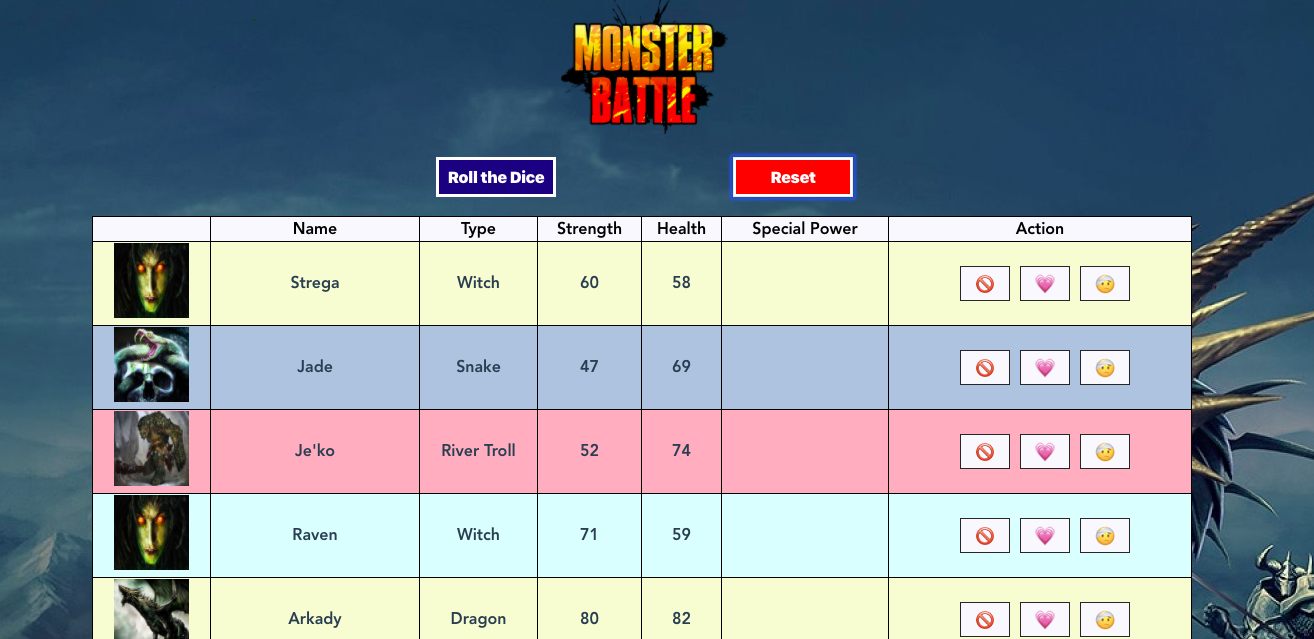 MONSTER
BATTLE
Roll the Dice
Reset
Name Type Strength Health Special Power Action
Strega Witch 60 58
Jade Snake 47 69
Je'ko River Troll 52 74
Raven Witch 71 59
Arkady Dragon 80 82